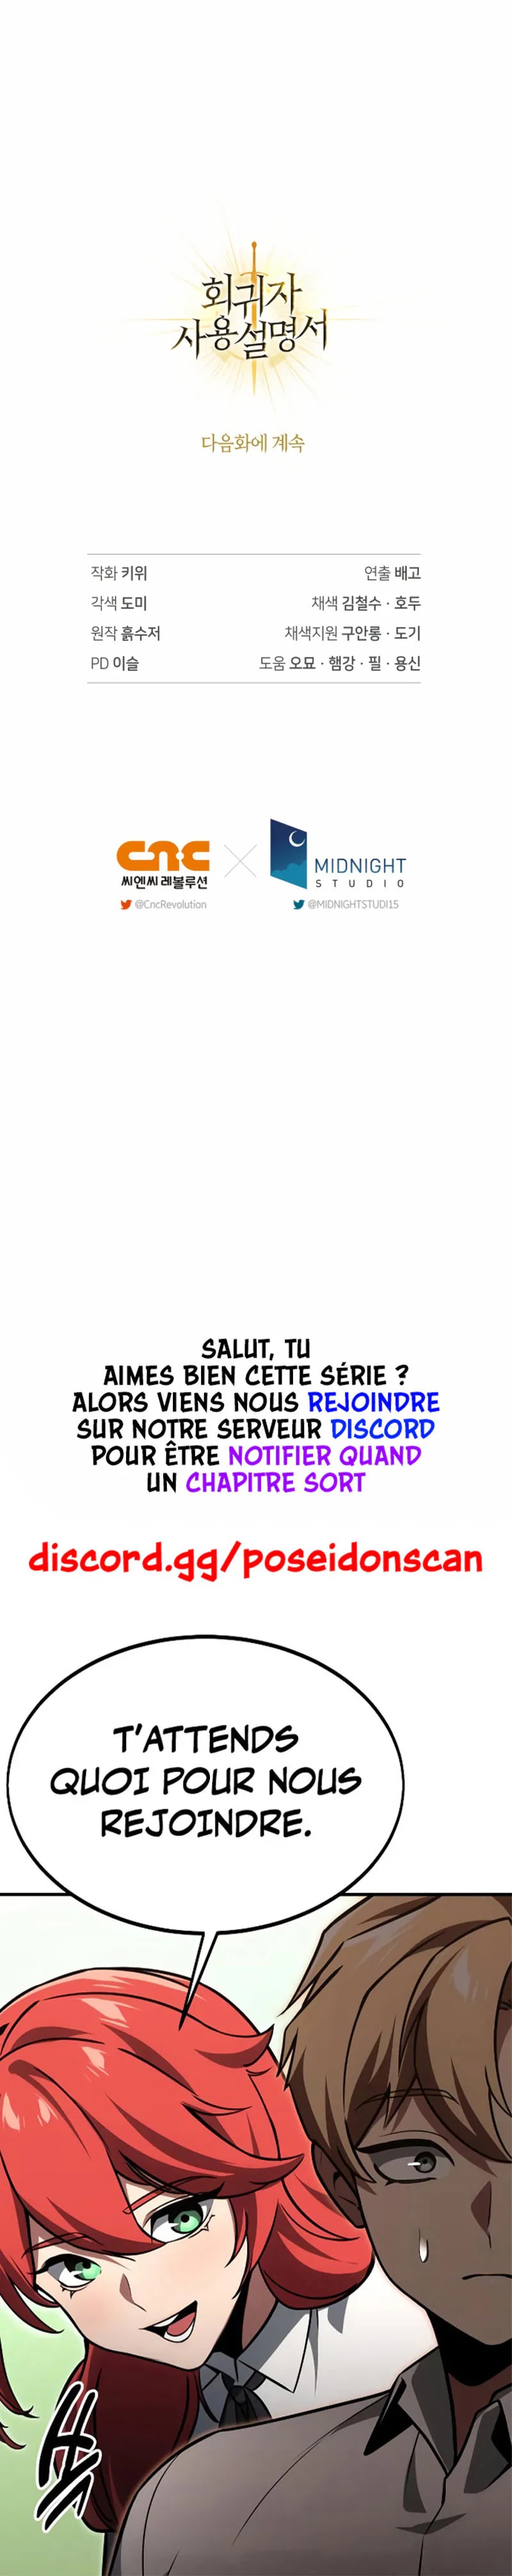 회귀자
사용설명서
다음화에 계속
작화 키위
연출 배고
각색 도미
채색 김철수 · 호두
원작 흙수저
채색지원 구안롱 · 도기
PD 이슬
도움 오묘 · 햄강 · 필 · 용신
CNC
씨엔씨 레볼루션
@CncRevolution
MIDNIGHT
STUDIO
@MIDNIGHTSTUDI15
SALUT, TU
AIMES BIEN CETTE SÉRIE ?
ALORS VIENS NOUS REJOINDRE
SUR NOTRE SERVEUR DISCORD
POUR ÊTRE NOTIFIER QUAND
UN CHAPITRE SORT
discord.gg/poseidonscan
T'ATTENDS
QUOI POUR NOUS
REJOINDRE.